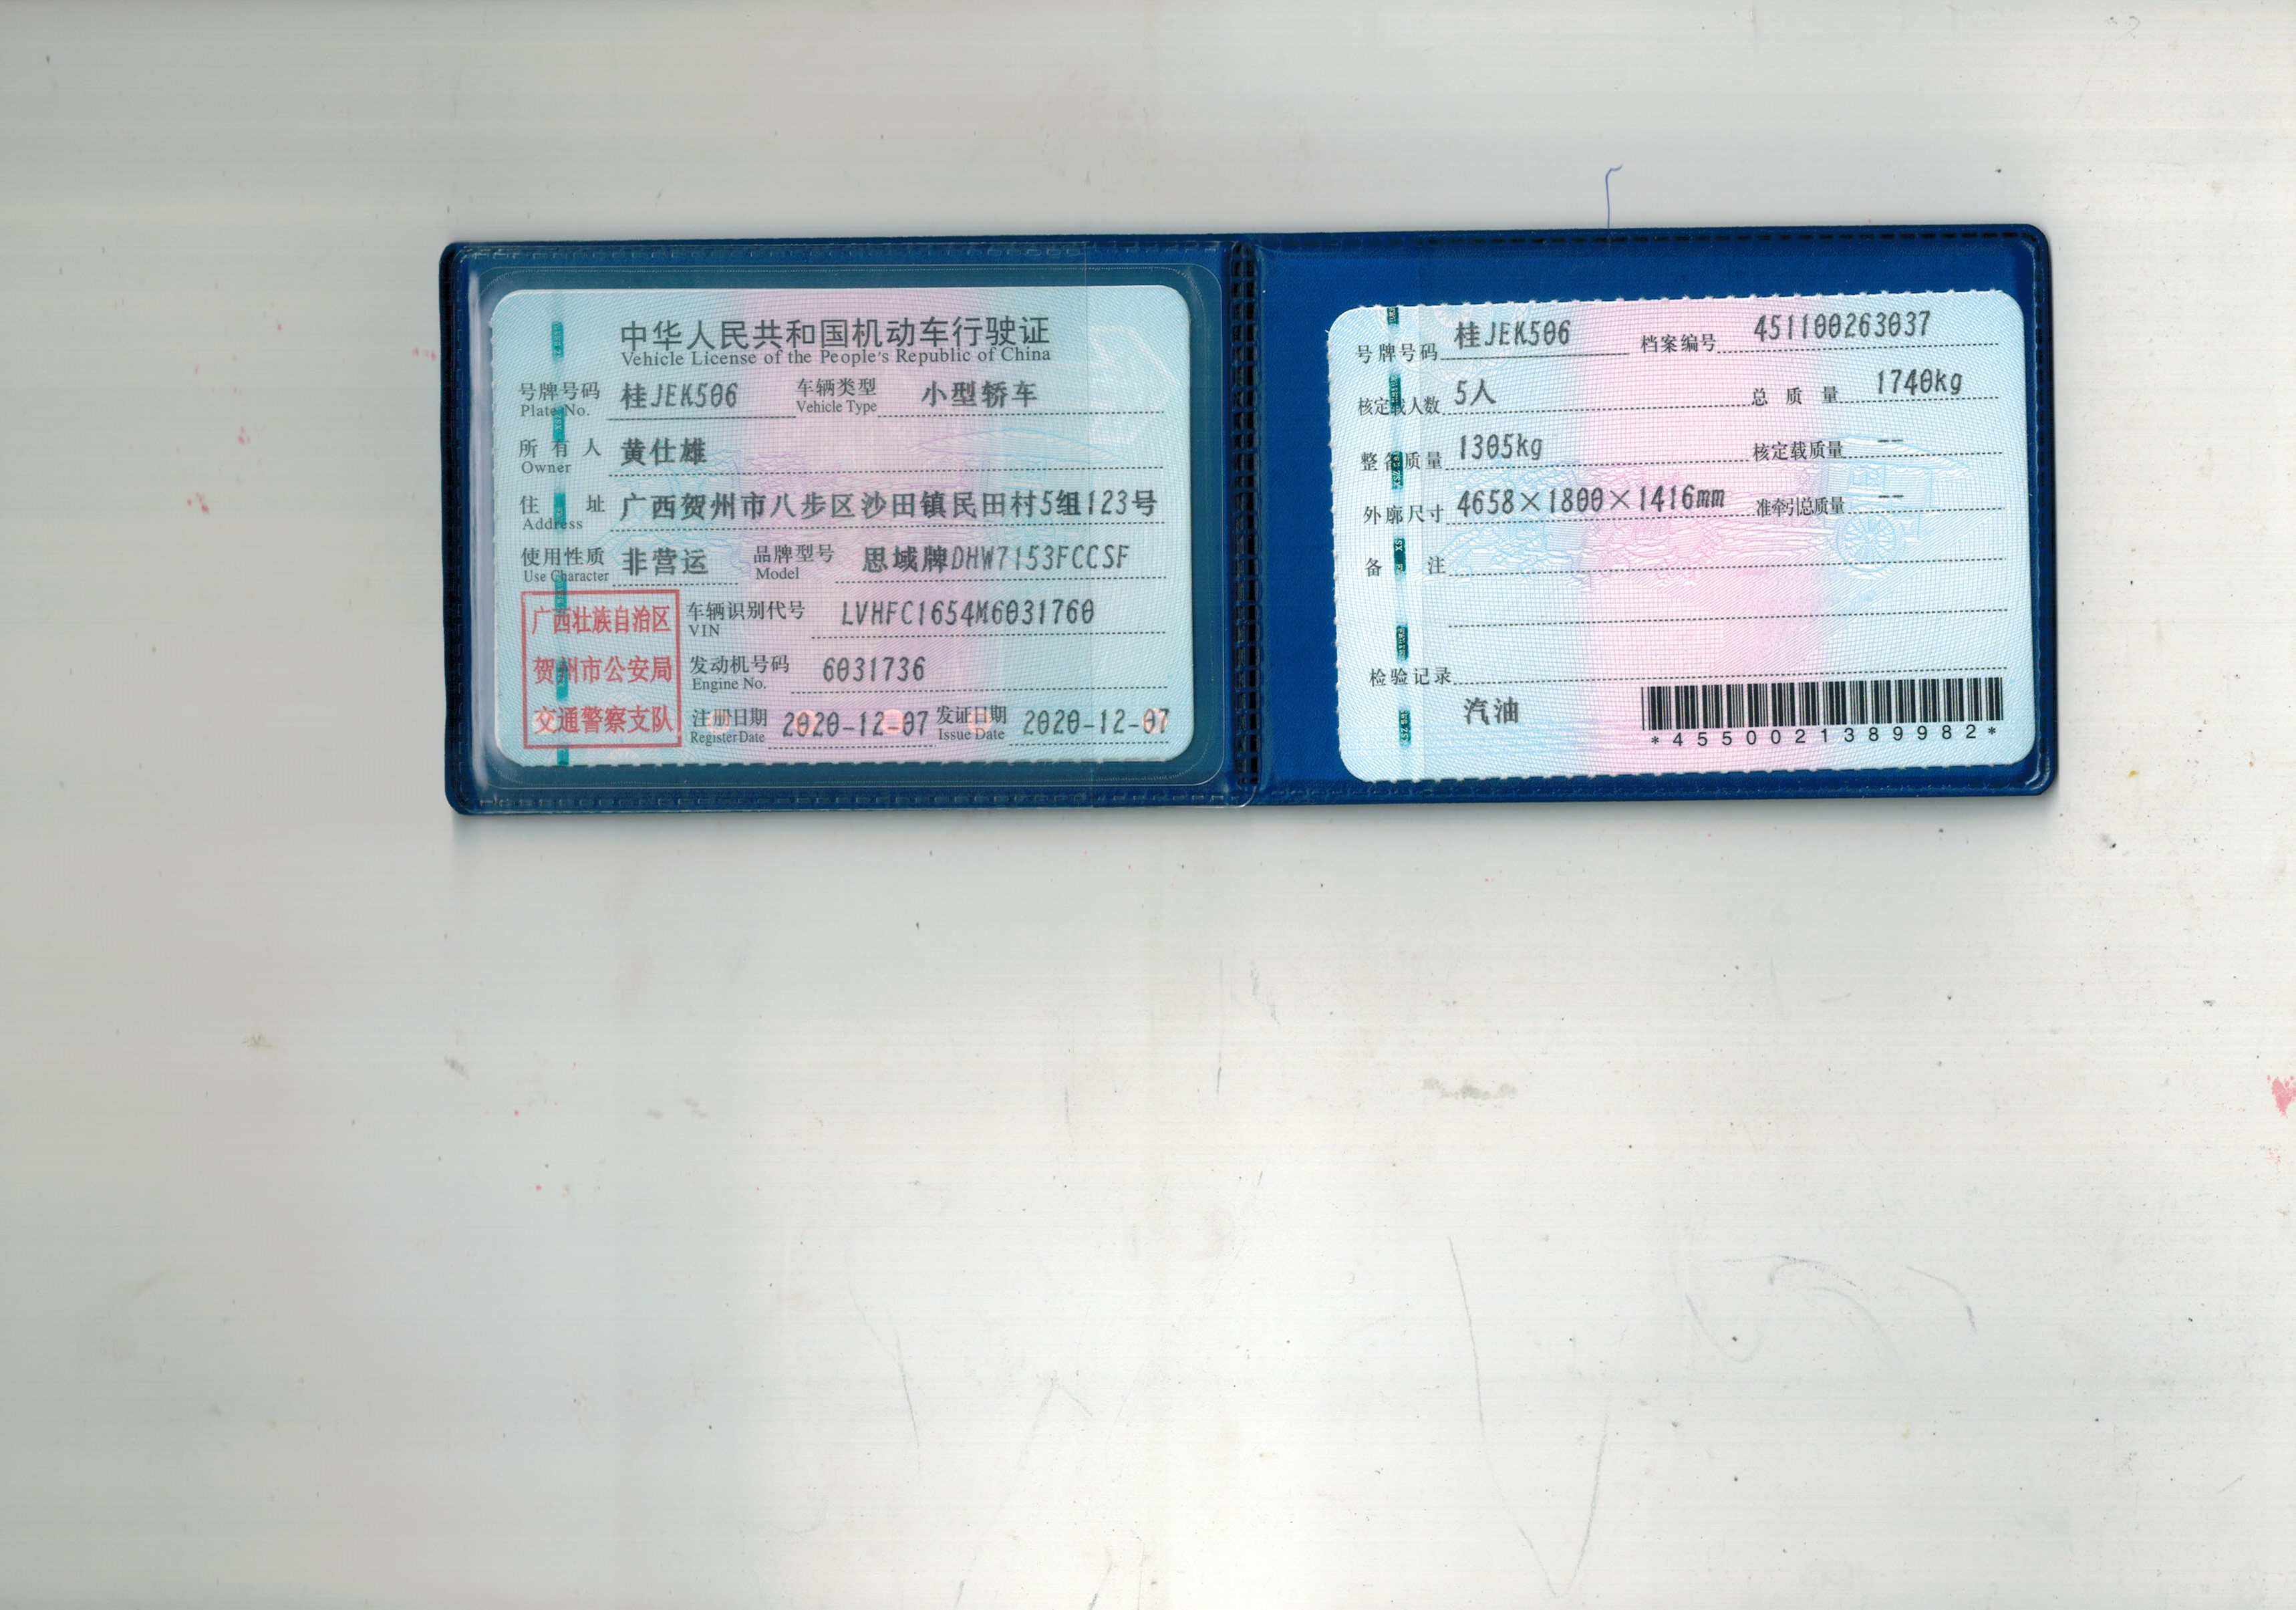 中华人民共和国机动车行驶证
Vehicle License of the People's Republic of China
号牌号码 桂JEK506 车辆类型 小型轿车
Plate No. Vehicle Type
所有人 黄仕雄
Owner
住址 广西贺州市八步区沙田镇民田村5组123号
Address
使用性质 非营运 品牌型号 思域牌DHW7153FCCSF
Use Character Model
广西壮族自治区
贺州市公安局
交通警察支队
车辆识别代号 LVHFC1654M6031760
VIN
发动机号码 6031736
Engine No.
注册日期 2020-12-07 发证日期 2020-12-07
Register Date Issue Date
号牌号码 桂JEK506 档案编号 451100263037
核定载人数 5人 总质量 1740kg
整备质量 1305kg 核定载质量 --
外廓尺寸 4658×1800×1416mm 准牵引总质量 --
备注
检验记录
汽油
*4550021389982*